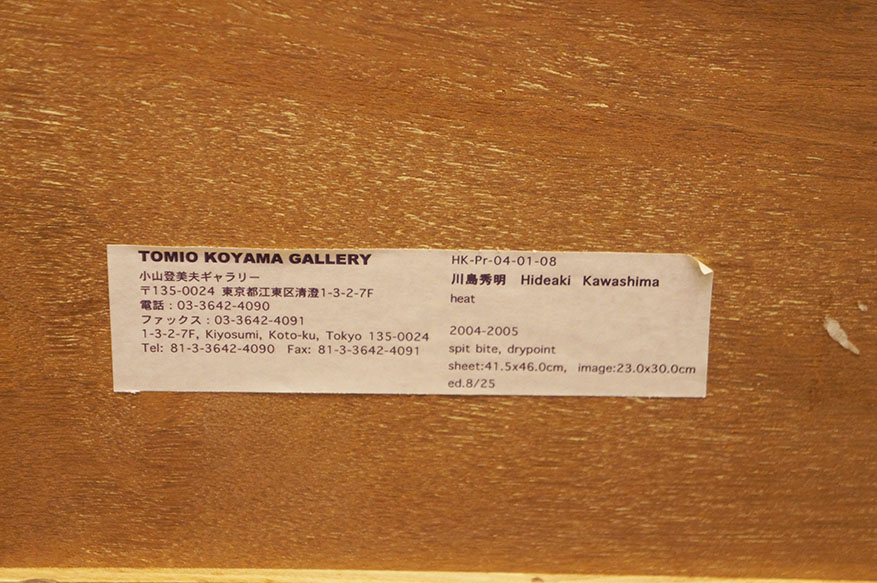 TOMIO KOYAMA GALLERY
小山登美夫ギャラリー
〒135-0024 東京都江東区清澄1-3-2-7F
電話：03-3642-4090
ファックス：03-3642-4091
1-3-2-7F, Kiyosumi, Koto-ku, Tokyo 135-0024
Tel: 81-3-3642-4090 Fax: 81-3-3642-4091
HK-Pr-04-01-08
川島秀明 Hideaki Kawashima
heat
2004-2005
spit bite, drypoint
sheet:41.5x46.0cm, image:23.0x30.0cm
ed.8/25